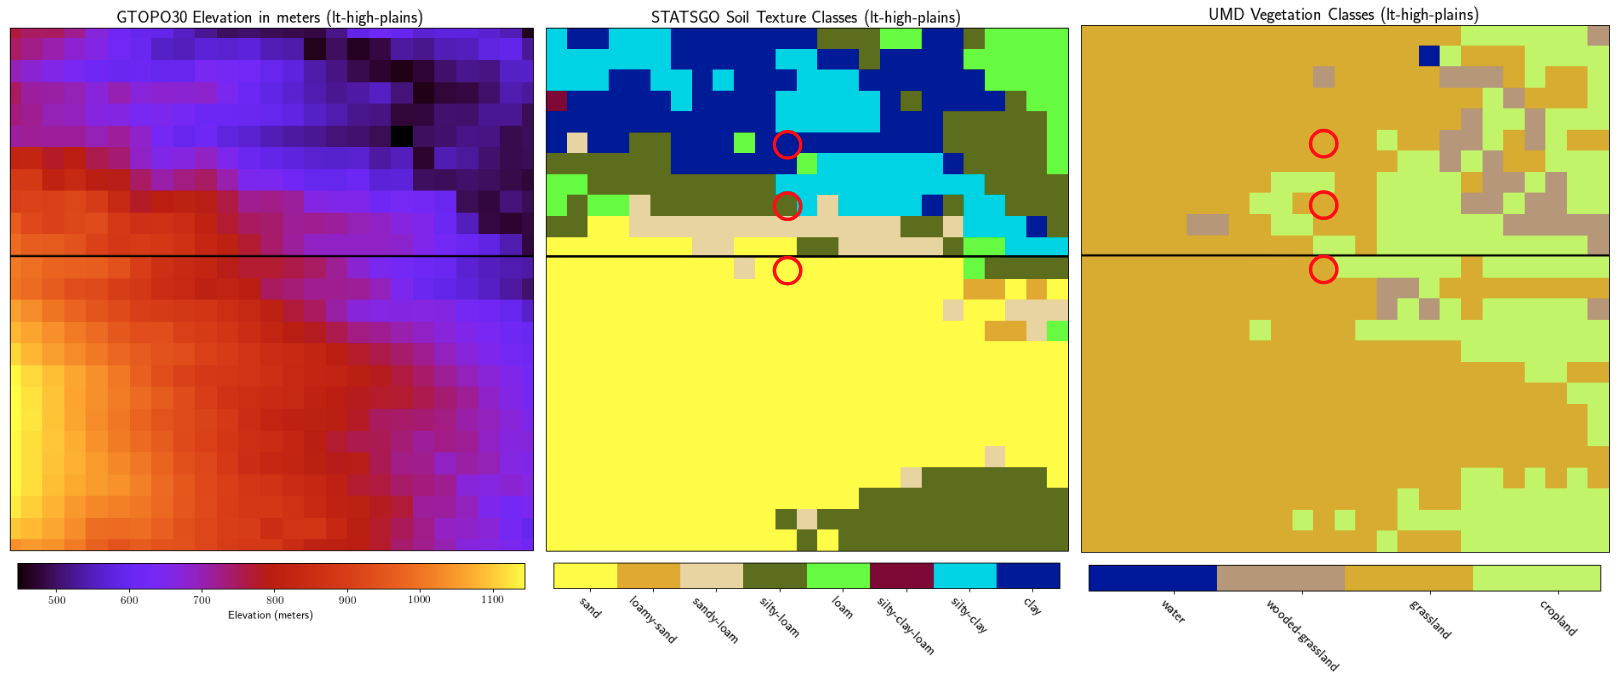 GTOPO30 Elevation in meters (lt-high-plains)
500 600 700 800 900 1000 1100
Elevation (meters)
STATSGO Soil Texture Classes (lt-high-plains)
sand
loamy-sand
sandy-loam
silty-loam
loam
silty-clay-loam
silty-clay
clay
UMD Vegetation Classes (lt-high-plains)
water
wooded-grassland
grassland
cropland